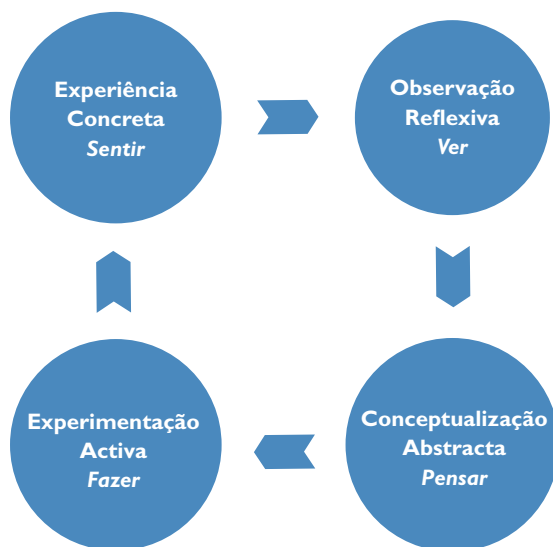 Experiência
Concreta
Sentir
Observação
Reflexiva
Ver
Conceptualização
Abstracta
Pensar
Experimentação
Activa
Fazer